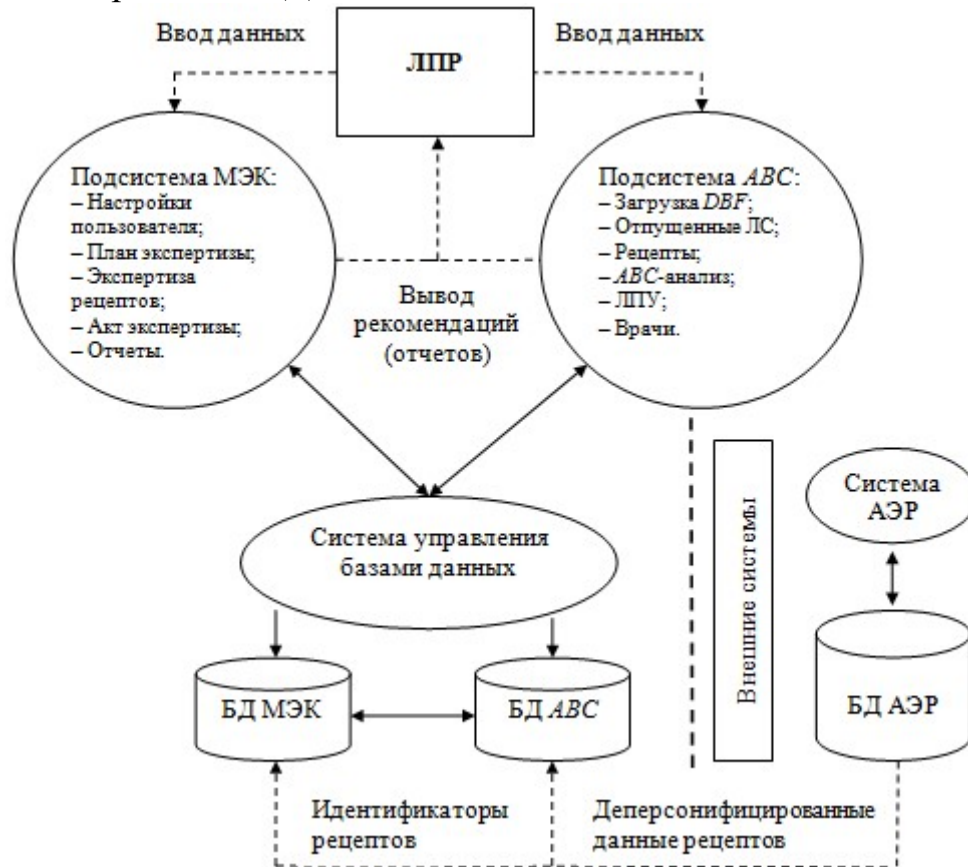 Ввод данных
ЛПР
Ввод данных
Подсистема МЭК:
– Настройки
пользователя;
– План экспертизы;
– Экспертиза
рецептов;
– Акт экспертизы;
– Отчеты.
Подсистема ABC:
– Загрузка DBF;
– Отпущенные ЛС;
– Рецепты;
– ABC-анализ;
– ЛПУ;
– Врачи.
Вывод
рекомендаций
(отчетов)
Система управления
базами данных
Внешние системы
Система
АЭР
БД МЭК
БД ABC
БД АЭР
Идентификаторы
рецептов
Деперсонифицированные
данные рецептов